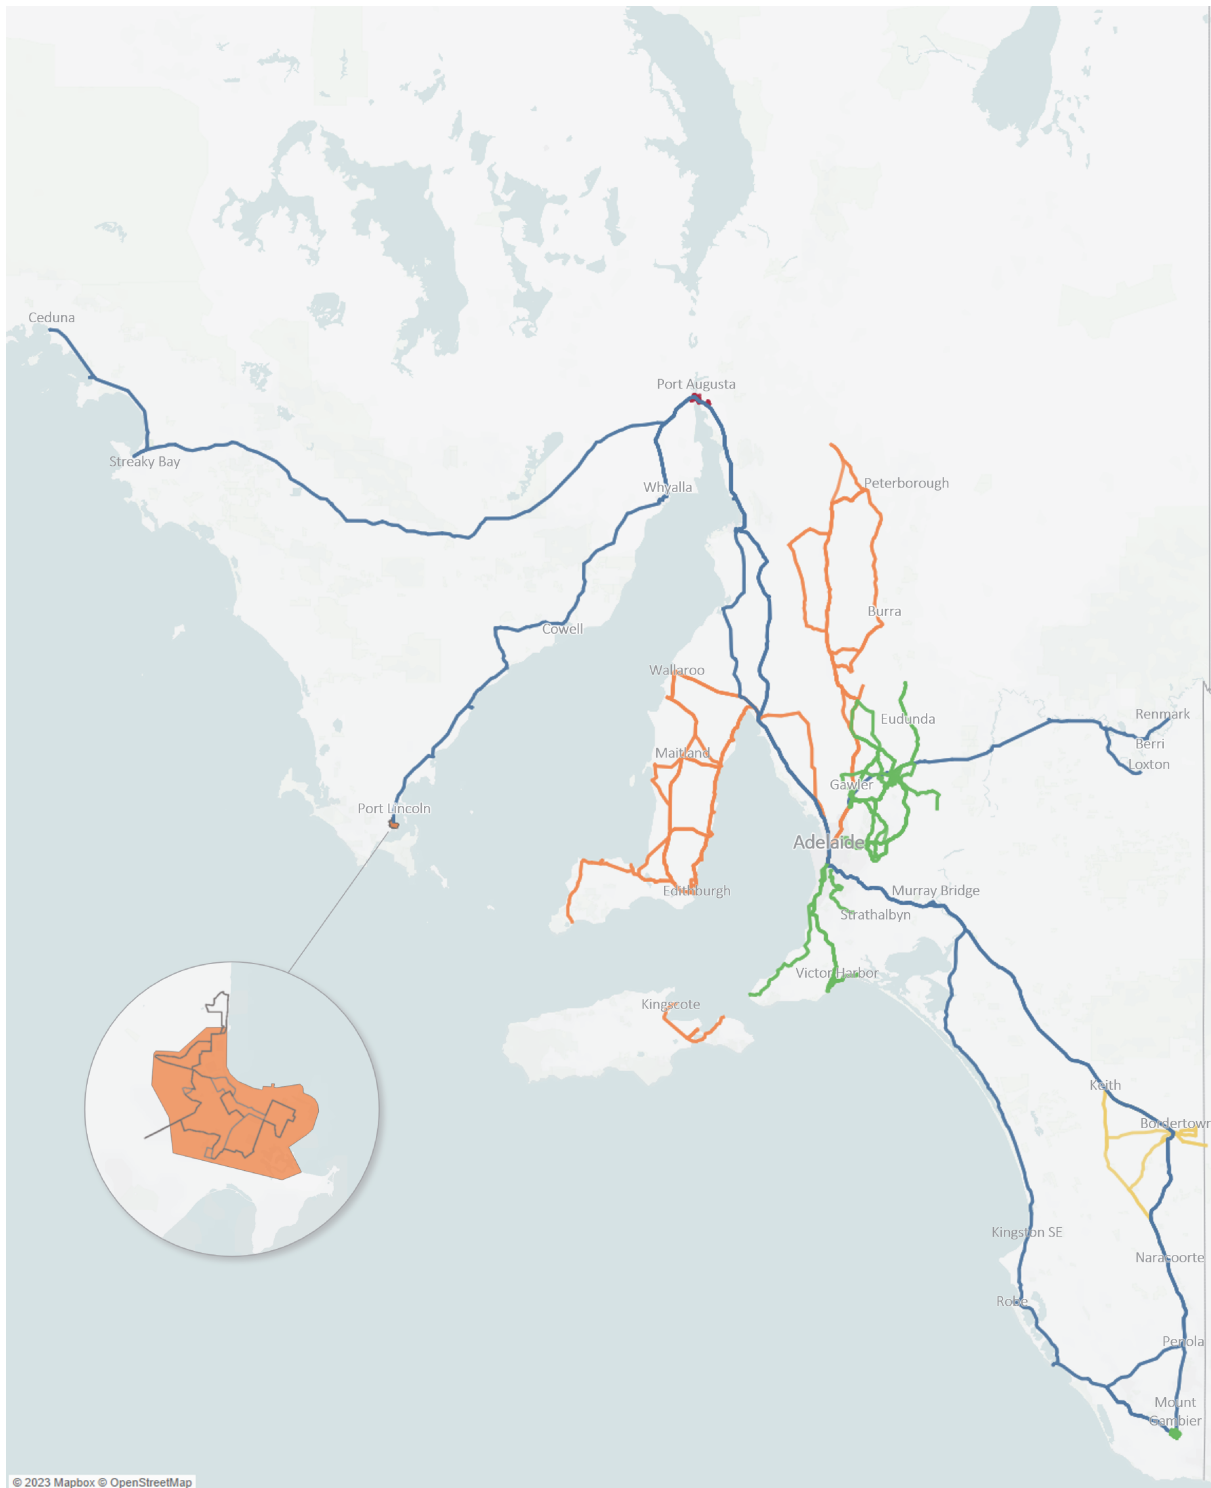 Ceduna
Port Augusta
Streaky Bay
Peterborough
Whyalla
Burra
Cowell
Wallaroo
Renmark
Eudunda
Berri
Maitland
Loxton
Gawler
Port Lincoln
Adelaide
Edithburgh
Murray Bridge
Strathalbyn
Victor Harbor
Kingscote
Keith
Bordertown
Kingston SE
Naracoorte
Robe
Penola
Mount
Gambier
© 2023 Mapbox © OpenStreetMap